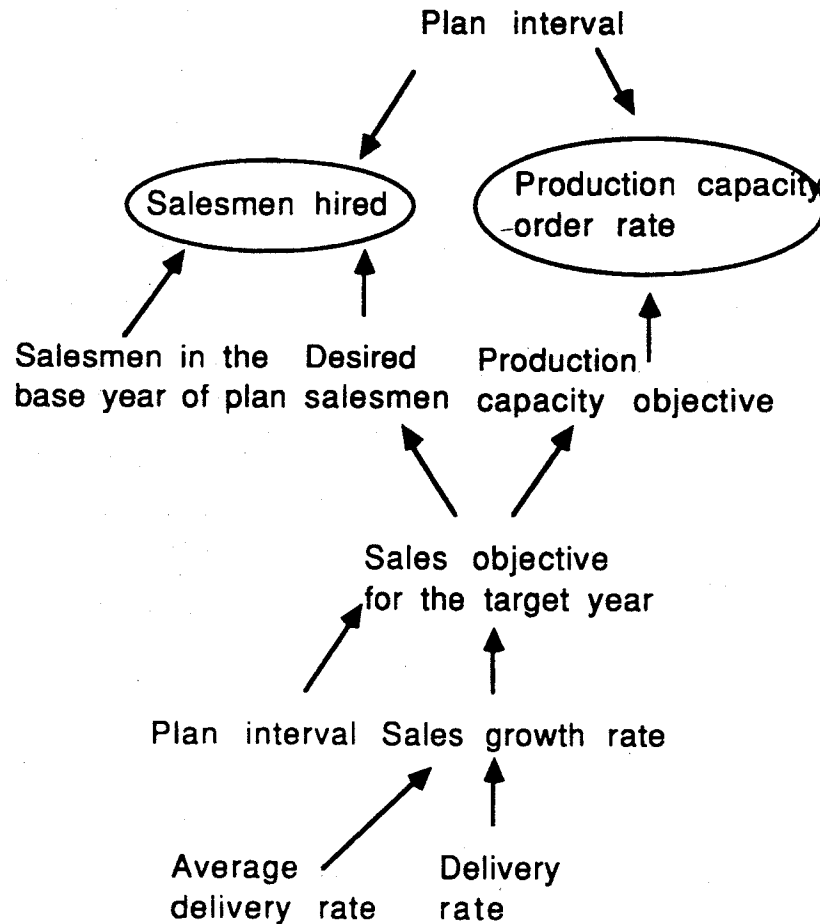 Plan interval
Salesmen hired
Production capacity
order rate
Salesmen in the
base year of plan
Desired
salesmen
Production
capacity objective
Sales objective
for the target year
Plan interval
Sales growth rate
Average
delivery rate
Delivery
rate